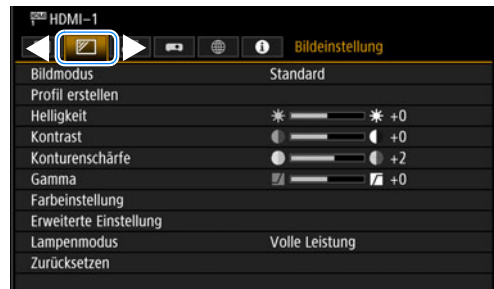 HDMI-1
Bildeinstellung
Bildmodus Standard
Profil erstellen
Helligkeit +0
Kontrast +0
Konturenschärfe +2
Gamma +0
Farbeinstellung
Erweiterte Einstellung
Lampenmodus Volle Leistung
Zurücksetzen